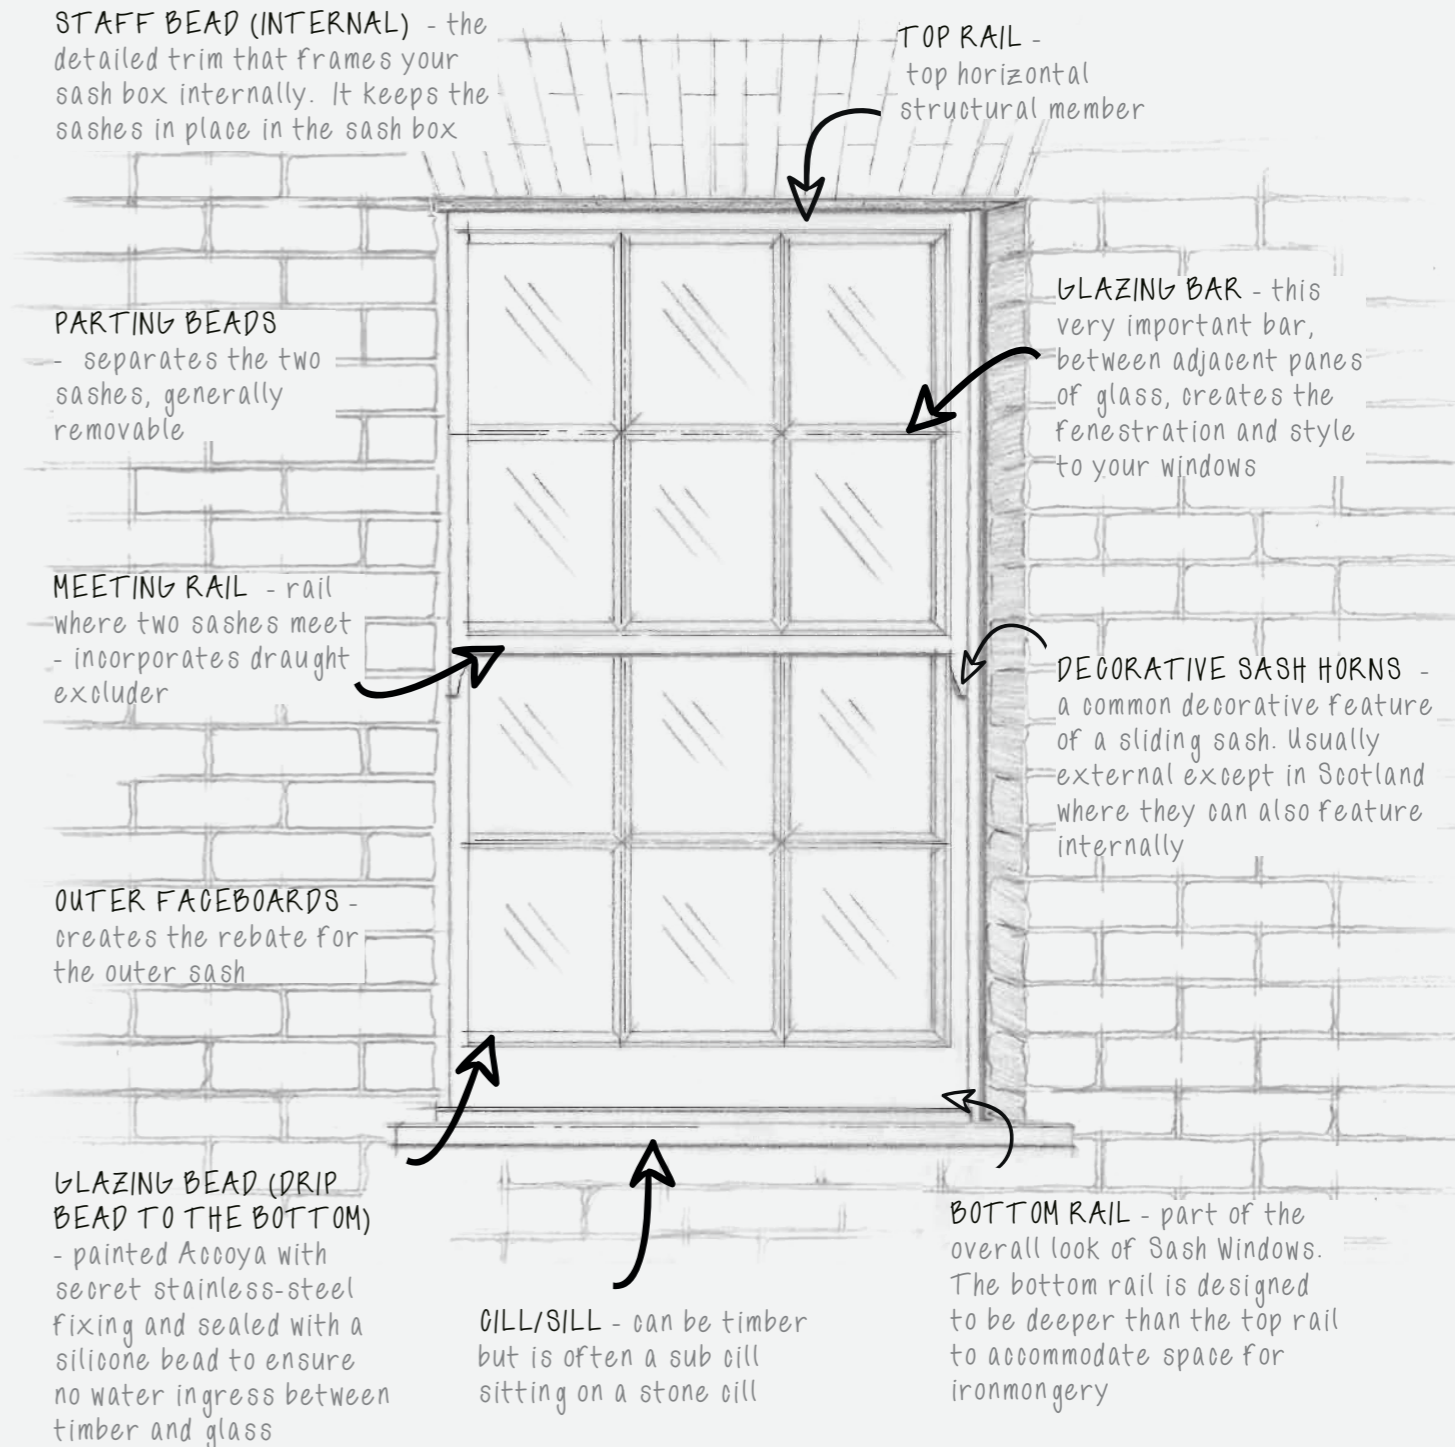 STAFF BEAD (INTERNAL) - the
detailed trim that frames your
sash box internally. It keeps the
sashes in place in the sash box
TOP RAIL -
top horizontal
structural member
PARTING BEADS
- separates the two
sashes, generally
removable
GLAZING BAR - this
very important bar,
between adjacent panes
of glass, creates the
fenestration and style
to your windows
MEETING RAIL - rail
where two sashes meet
- incorporates draught
excluder
DECORATIVE SASH HORNS -
a common decorative feature
of a sliding sash. Usually
external except in Scotland
where they can also feature
internally
OUTER FACEBOARDS -
creates the rebate for
the outer sash
GLAZING BEAD (DRIP
BEAD TO THE BOTTOM)
- painted Accoya with
secret stainless-steel
fixing and sealed with a
silicone bead to ensure
no water ingress between
timber and glass
CILL/SILL - can be timber
but is often a sub cill
sitting on a stone cill
BOTTOM RAIL - part of the
overall look of Sash Windows.
The bottom rail is designed
to be deeper than the top rail
to accommodate space for
ironmongery